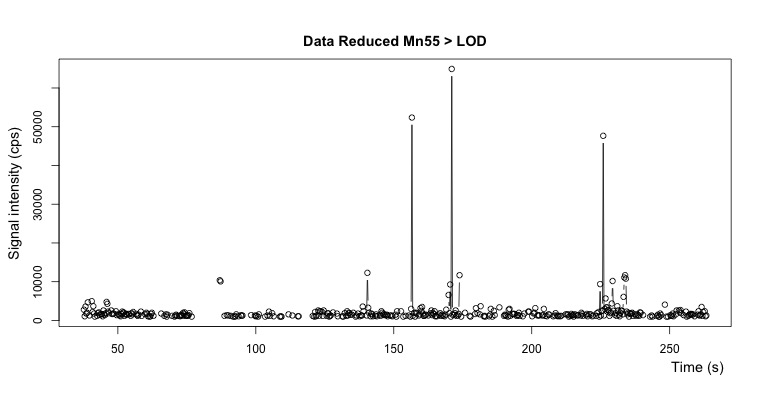 Data Reduced Mn55 > LOD
Signal intensity (cps)
50000
30000
10000
0
50 100 150 200 250
Time (s)